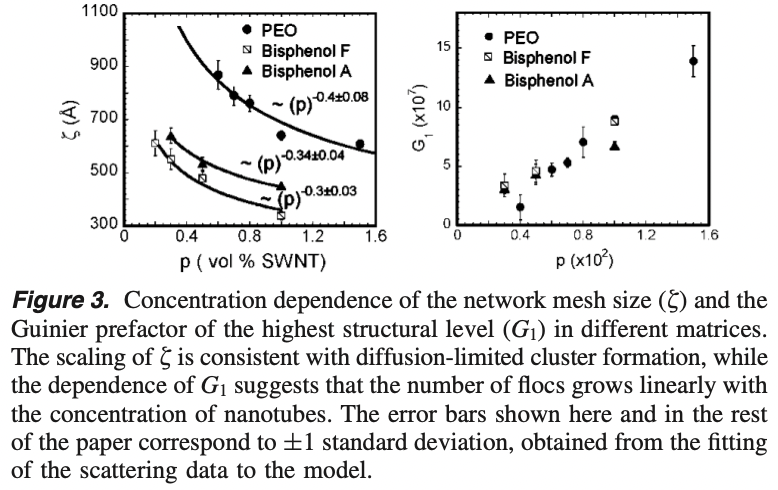 1100
900
700
500
300
ζ (Å)
PEO
Bisphenol F
Bisphenol A
~ (p)^-0.4±0.08
~ (p)^-0.34±0.04
~ (p)^-0.3±0.03
0 0.4 0.8 1.2 1.6
p ( vol % SWNT)
15
10
5
0
G₁ (x10⁷)
PEO
Bisphenol F
Bisphenol A
0 0.4 0.8 1.2 1.6
p (x10²)
Figure 3. Concentration dependence of the network mesh size (ζ) and the
Guinier prefactor of the highest structural level (G₁) in different matrices.
The scaling of ζ is consistent with diffusion-limited cluster formation, while
the dependence of G₁ suggests that the number of flocs grows linearly with
the concentration of nanotubes. The error bars shown here and in the rest
of the paper correspond to ±1 standard deviation, obtained from the fitting
of the scattering data to the model.